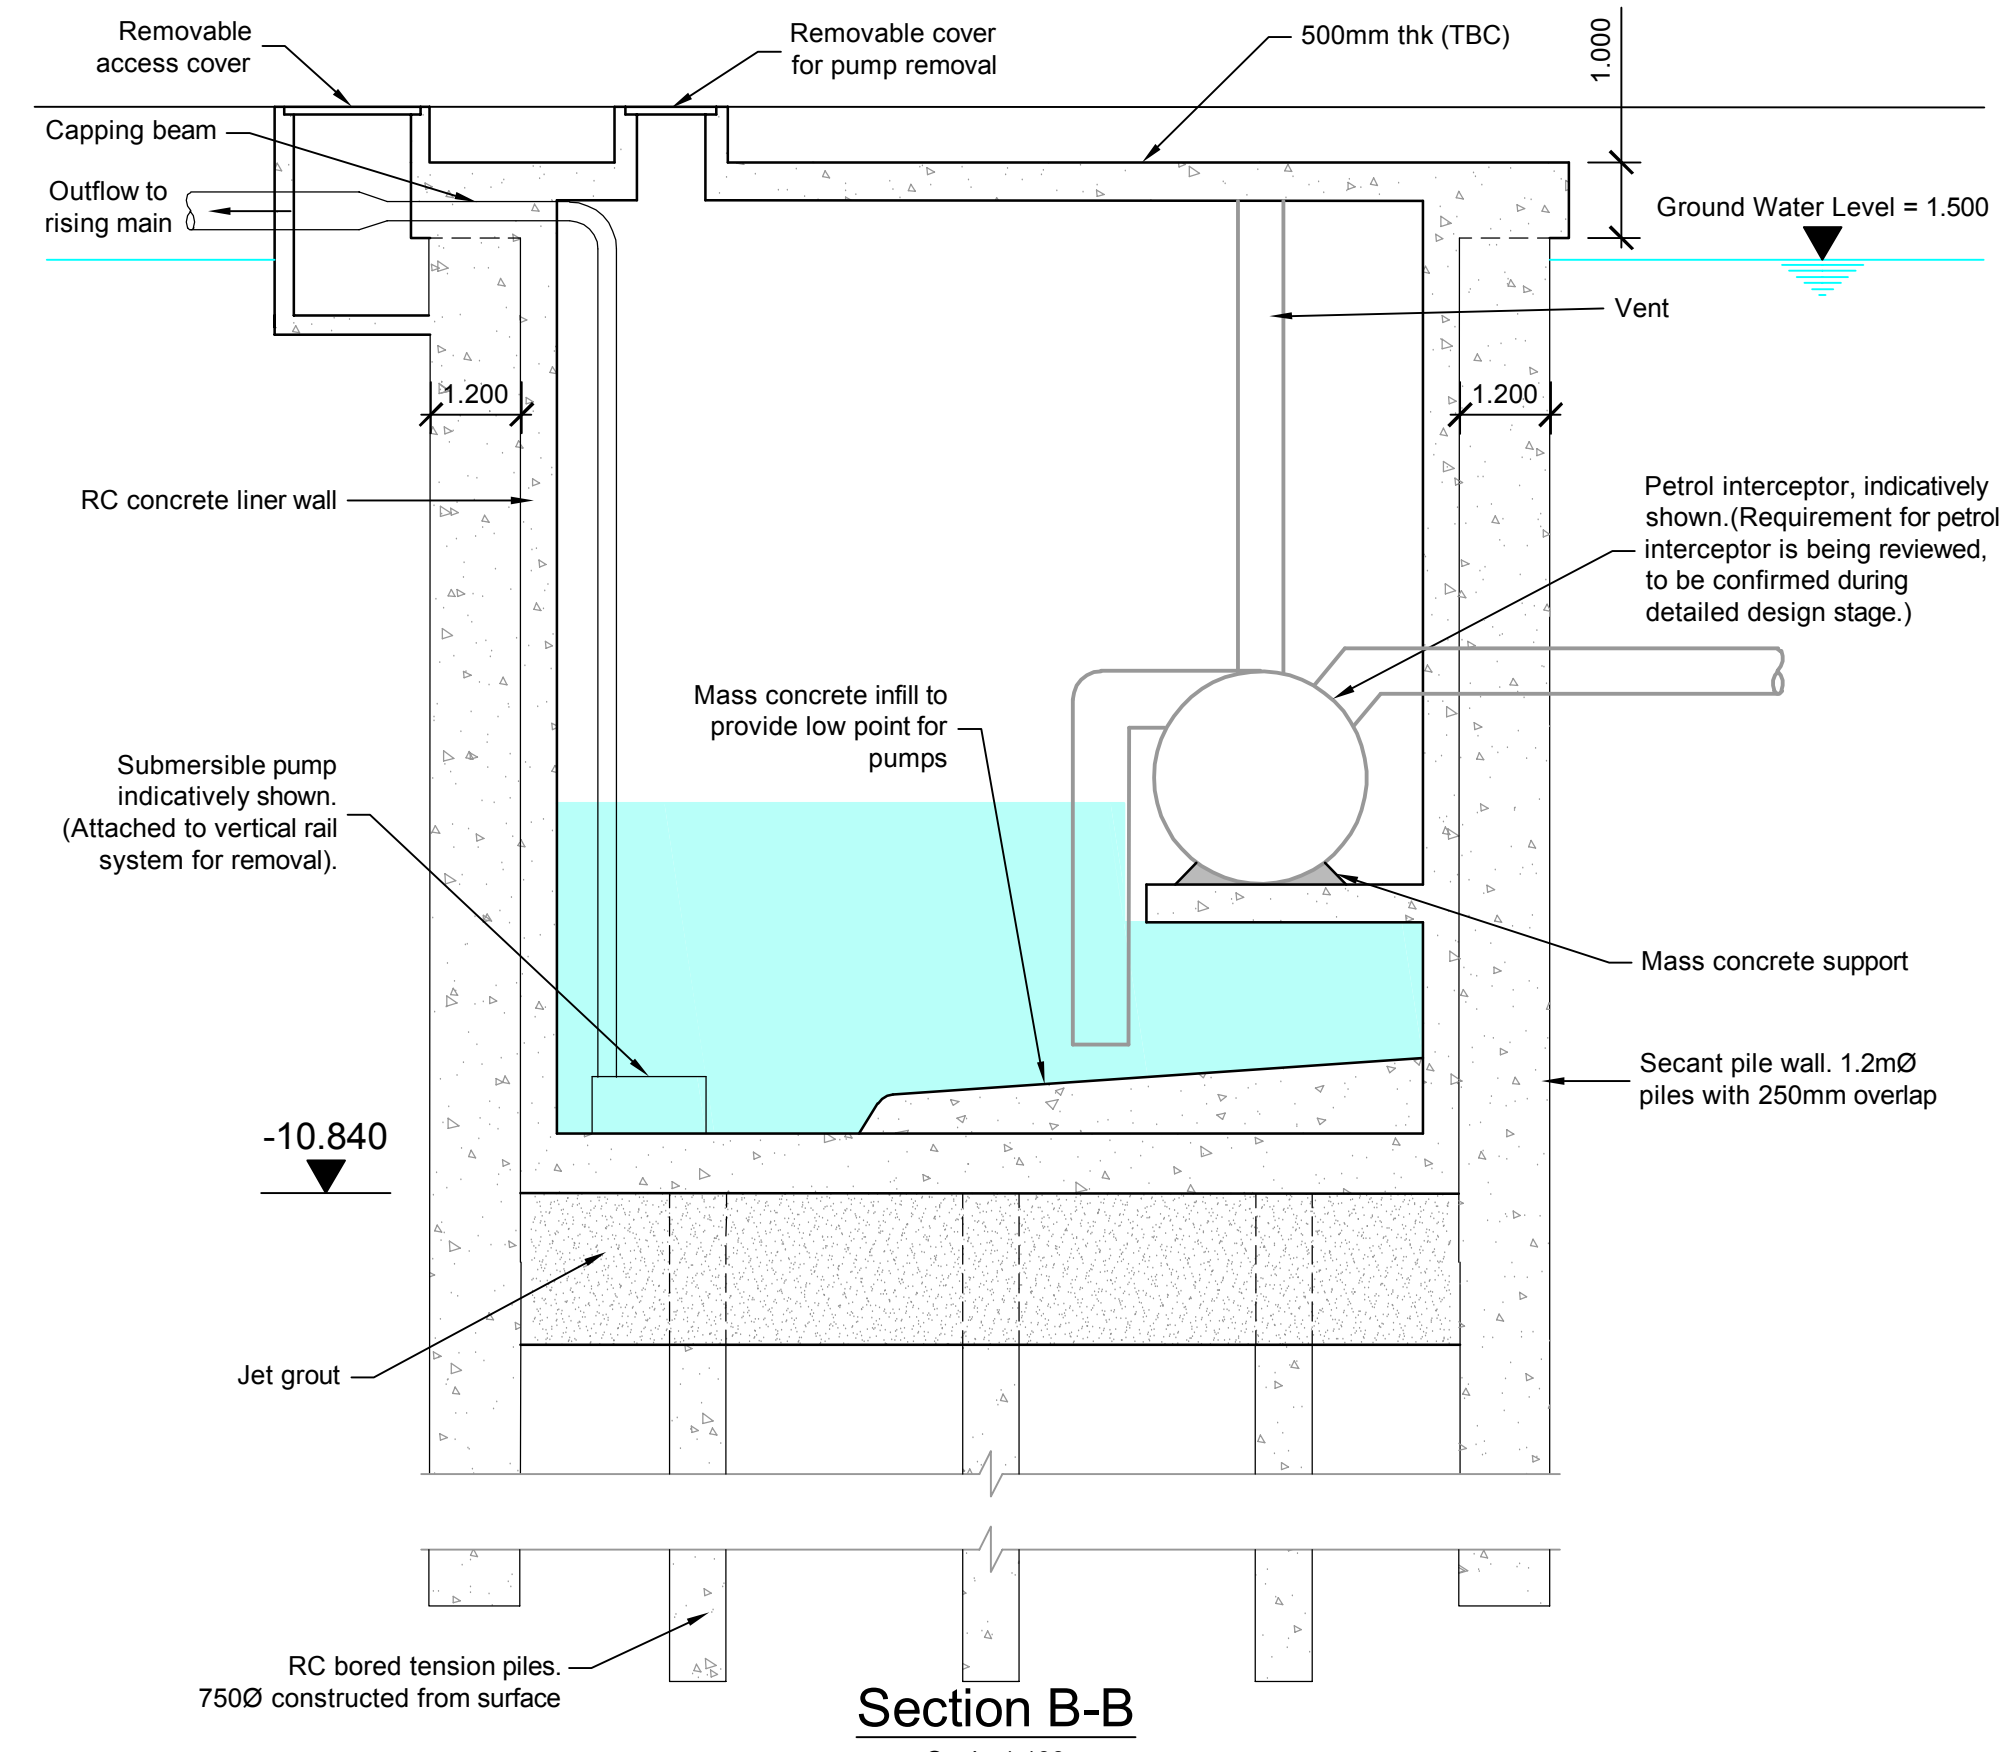 Removable
access cover
Removable cover
for pump removal
500mm thk (TBC)
1.000
Capping beam
Outflow to
rising main
Ground Water Level = 1.500
Vent
1.200
1.200
RC concrete liner wall
Petrol interceptor, indicatively
shown.(Requirement for petrol
interceptor is being reviewed,
to be confirmed during
detailed design stage.)
Mass concrete infill to
provide low point for
pumps
Submersible pump
indicatively shown.
(Attached to vertical rail
system for removal).
Mass concrete support
Secant pile wall. 1.2mØ
piles with 250mm overlap
-10.840
Jet grout
RC bored tension piles.
750Ø constructed from surface
Section B-B